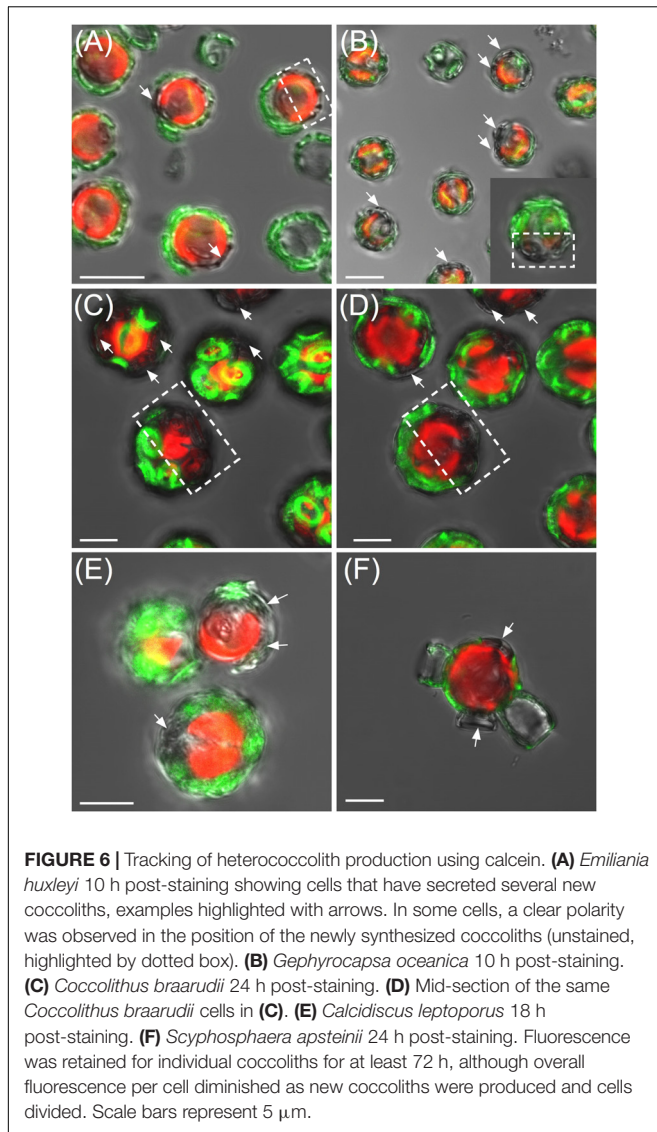 (A)
(B)
(C)
(D)
(E)
(F)
FIGURE 6 | Tracking of heterococcolith production using calcein. (A) Emiliania
huxleyi 10 h post-staining showing cells that have secreted several new
coccoliths, examples highlighted with arrows. In some cells, a clear polarity
was observed in the position of the newly synthesized coccoliths (unstained,
highlighted by dotted box). (B) Gephyrocapsa oceanica 10 h post-staining.
(C) Coccolithus braarudii 24 h post-staining. (D) Mid-section of the same
Coccolithus braarudii cells in (C). (E) Calcidiscus leptoporus 18 h
post-staining. (F) Scyphosphaera apsteinii 24 h post-staining. Fluorescence
was retained for individual coccoliths for at least 72 h, although overall
fluorescence per cell diminished as new coccoliths were produced and cells
divided. Scale bars represent 5 μm.